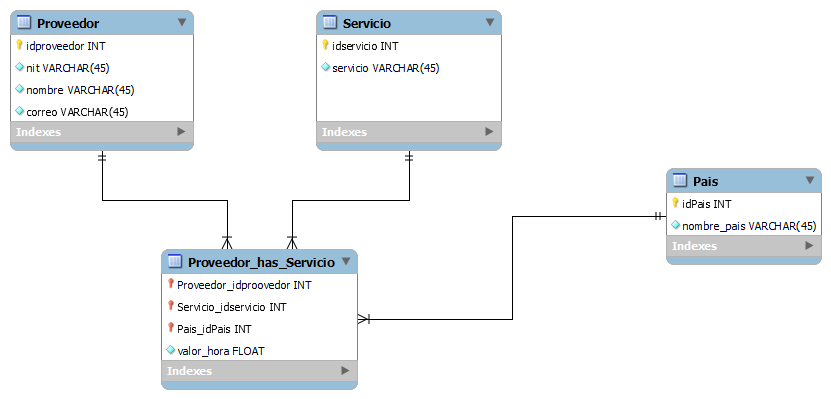 Proveedor
idproveedor INT
nit VARCHAR(45)
nombre VARCHAR(45)
correo VARCHAR(45)
Indexes
Servicio
idservicio INT
servicio VARCHAR(45)
Indexes
Pais
idPais INT
nombre_pais VARCHAR(45)
Indexes
Proveedor_has_Servicio
Proveedor_idproovedor INT
Servicio_idservicio INT
Pais_idPais INT
valor_hora FLOAT
Indexes